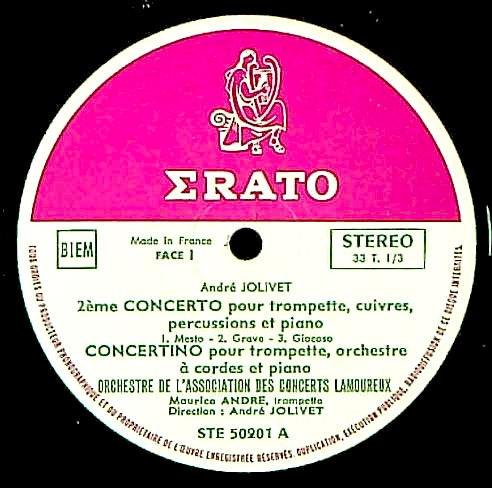 ΣRATO
BIEM
Made in France
FACE 1
STEREO
33 T. 1/3
André JOLIVET
2ème CONCERTO pour trompette, cuivres,
percussions et piano
1. Mesto - 2. Grave - 3. Giocoso
CONCERTINO pour trompette, orchestre
à cordes et piano
ORCHESTRE DE L'ASSOCIATION DES CONCERTS LAMOUREUX
Maurice ANDRE, trompette
Direction : André JOLIVET
STE 50201 A
TOUS DROITS DU PRODUCTEUR PHONOGRAPHIQUE ET DU PROPRIETAIRE DE L'ŒUVRE ENREGISTRÉE RÉSERVÉS. DUPLICATION, EXÉCUTION PUBLIQUE, RADIODIFFUSION DE CE DISQUE INTERDITES.